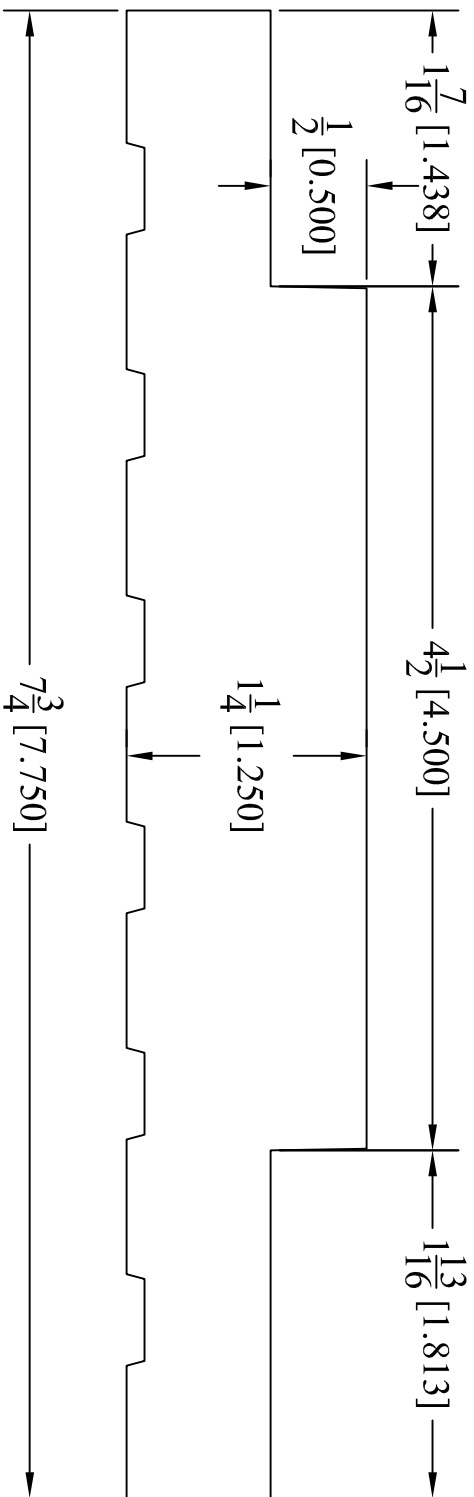 1 7/16 [1.438]
4 1/2 [4.500]
1 13/16 [1.813]
1/2 [0.500]
1 1/4 [1.250]
7 3/4 [7.750]